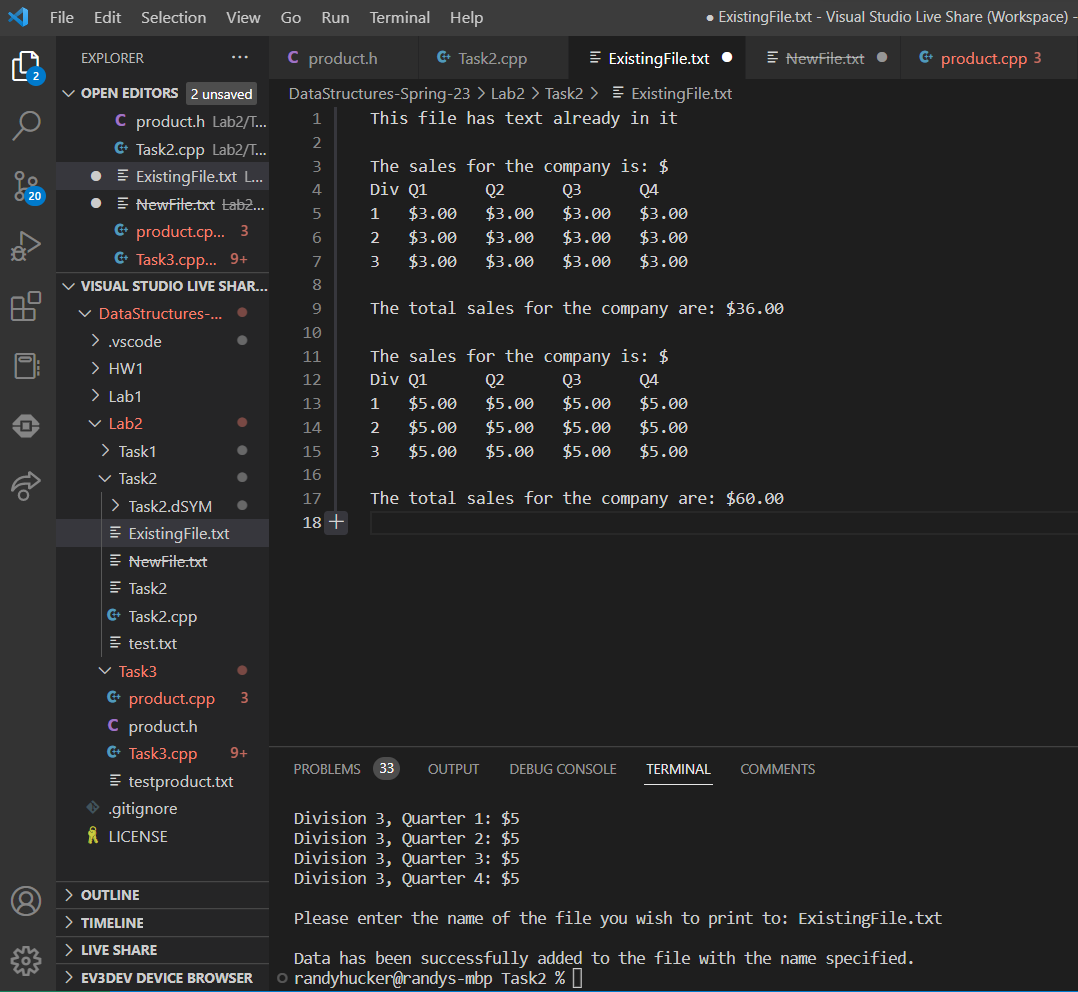 File Edit Selection View Go Run Terminal Help ● ExistingFile.txt - Visual Studio Live Share (Workspace) -
EXPLORER ...
2
20
OPEN EDITORS 2 unsaved
product.h Lab2/T...
Task2.cpp Lab2/T...
ExistingFile.txt L...
NewFile.txt Lab2...
product.cp... 3
Task3.cpp... 9+
VISUAL STUDIO LIVE SHAR...
DataStructures-...
.vscode
HW1
Lab1
Lab2
Task1
Task2
Task2.dSYM
ExistingFile.txt
NewFile.txt
Task2
Task2.cpp
test.txt
Task3
product.cpp 3
product.h
Task3.cpp 9+
testproduct.txt
.gitignore
LICENSE
OUTLINE
TIMELINE
LIVE SHARE
EV3DEV DEVICE BROWSER
product.h Task2.cpp ExistingFile.txt NewFile.txt product.cpp 3
DataStructures-Spring-23 > Lab2 > Task2 > ExistingFile.txt
1 This file has text already in it
2
3 The sales for the company is: $
4 Div Q1 Q2 Q3 Q4
5 1 $3.00 $3.00 $3.00 $3.00
6 2 $3.00 $3.00 $3.00 $3.00
7 3 $3.00 $3.00 $3.00 $3.00
8
9 The total sales for the company are: $36.00
10
11 The sales for the company is: $
12 Div Q1 Q2 Q3 Q4
13 1 $5.00 $5.00 $5.00 $5.00
14 2 $5.00 $5.00 $5.00 $5.00
15 3 $5.00 $5.00 $5.00 $5.00
16
17 The total sales for the company are: $60.00
18
PROBLEMS 33 OUTPUT DEBUG CONSOLE TERMINAL COMMENTS
Division 3, Quarter 1: $5
Division 3, Quarter 2: $5
Division 3, Quarter 3: $5
Division 3, Quarter 4: $5
Please enter the name of the file you wish to print to: ExistingFile.txt
Data has been successfully added to the file with the name specified.
randyhucker@randys-mbp Task2 %